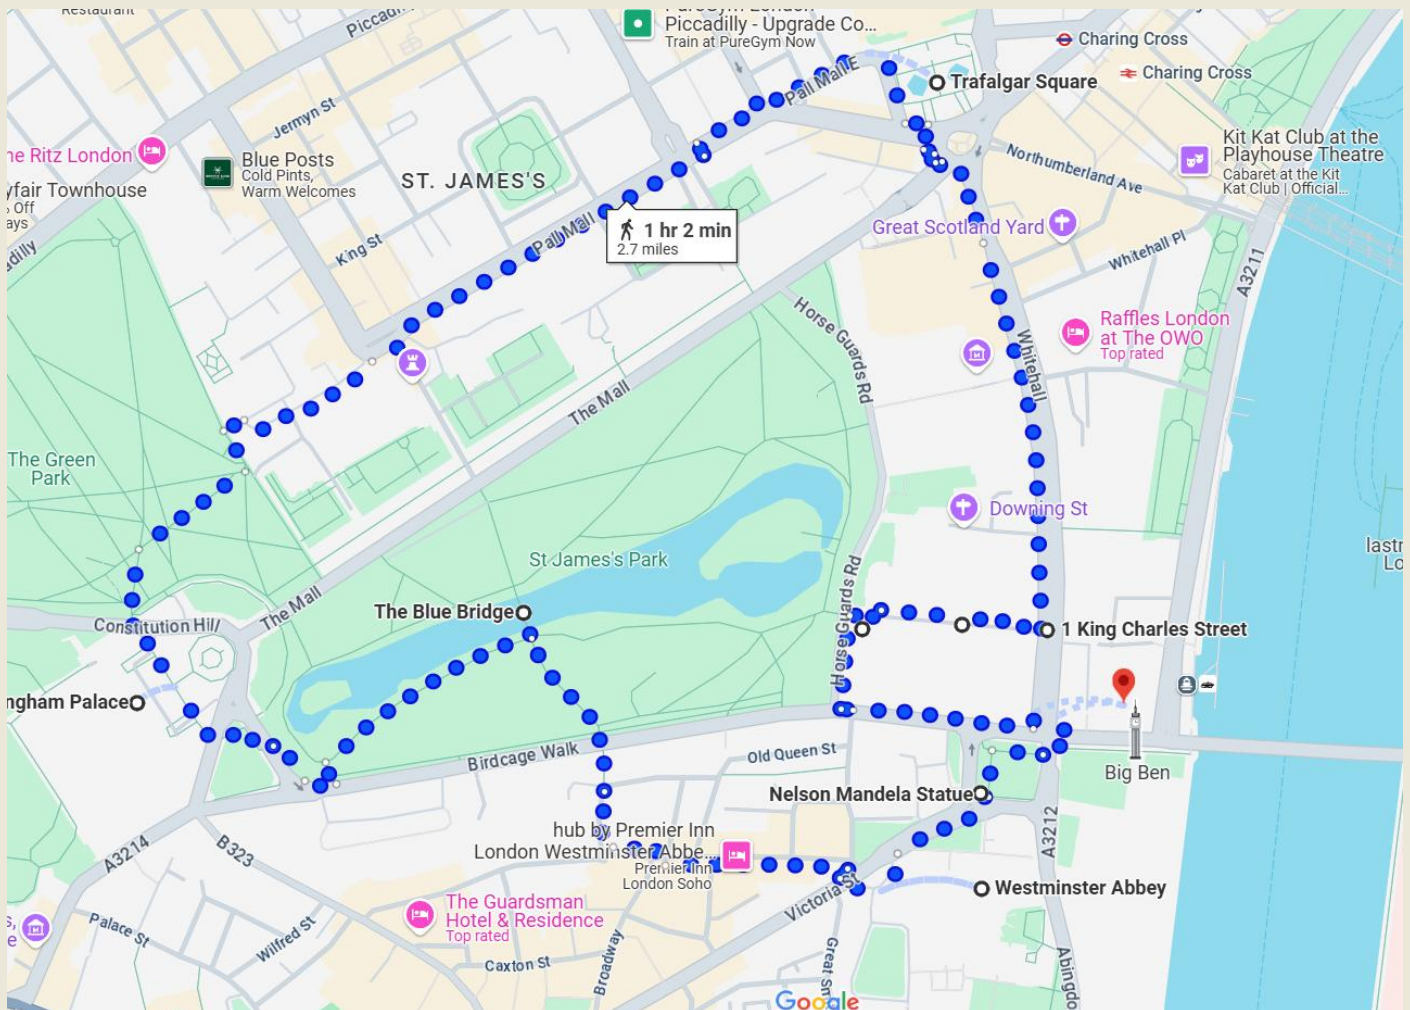 Restaurant
Piccadilly - Upgrade Co...
Train at PureGym Now
Charing Cross
Charing Cross
Trafalgar Square
Pall Mall E
Jermyn St
he Ritz London
Blue Posts
Cold Pints,
Warm Welcomes
yfair Townhouse
Off
ays
adilly
ST. JAMES'S
King St
Pall Mall
1 hr 2 min
2.7 miles
Northumberland Ave
Kit Kat Club at the
Playhouse Theatre
Cabaret at the Kit
Kat Club | Official...
Great Scotland Yard
Whitehall Pl
A3211
Horse Guards Rd
Whitehall
Raffles London
at The OWO
Top rated
The Mall
The Green
Park
Downing St
St James's Park
Horse Guards Rd
The Blue Bridge
The Mall
Constitution Hill
1 King Charles Street
ngham Palace
Birdcage Walk
Old Queen St
Big Ben
Nelson Mandela Statue
A3214
B323
A3212
hub by Premier Inn
London Westminster Abbe...
Premier Inn
London Soho
Victoria St
Westminster Abbey
The Guardsman
Hotel & Residence
Top rated
Palace St
Wilfred St
Caxton St
Broadway
Google